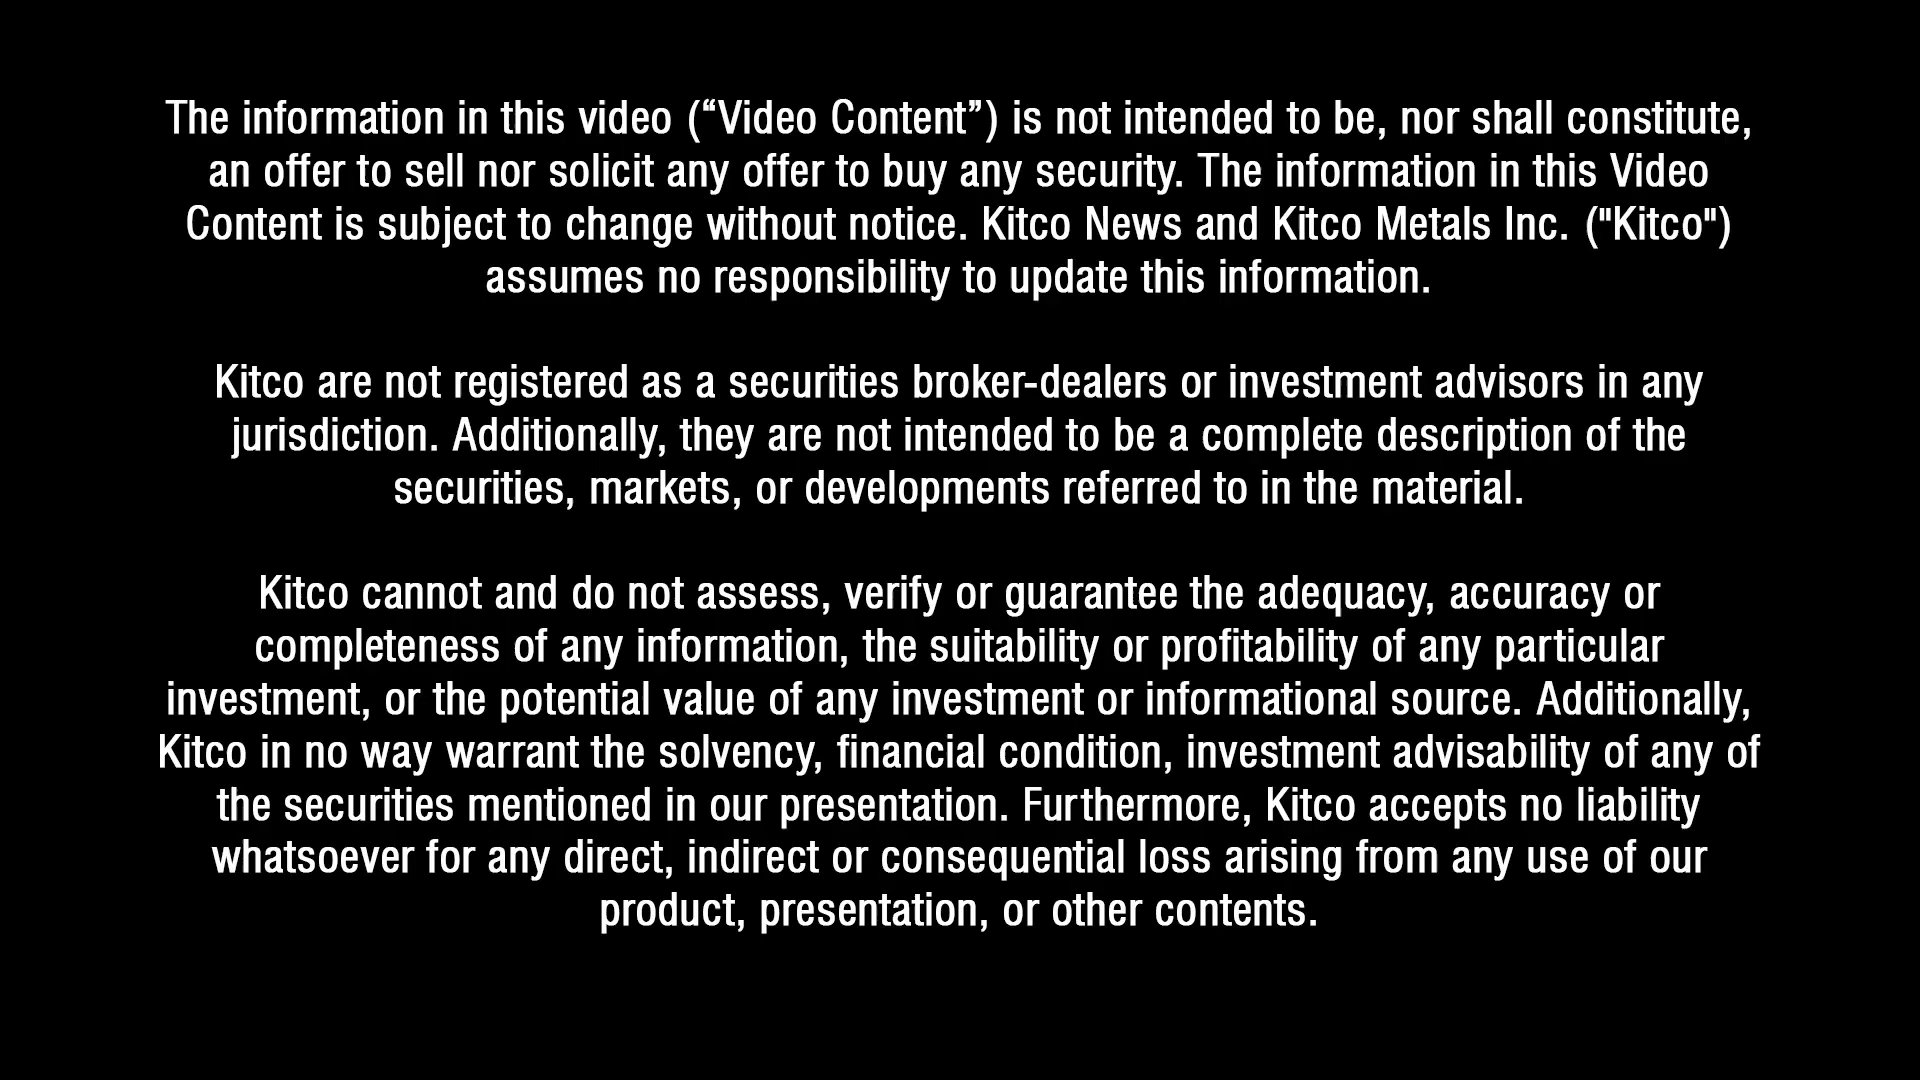 The information in this video (“Video Content”) is not intended to be, nor shall constitute,
an offer to sell nor solicit any offer to buy any security. The information in this Video
Content is subject to change without notice. Kitco News and Kitco Metals Inc. ("Kitco")
assumes no responsibility to update this information.
Kitco are not registered as a securities broker-dealers or investment advisors in any
jurisdiction. Additionally, they are not intended to be a complete description of the
securities, markets, or developments referred to in the material.
Kitco cannot and do not assess, verify or guarantee the adequacy, accuracy or
completeness of any information, the suitability or profitability of any particular
investment, or the potential value of any investment or informational source. Additionally,
Kitco in no way warrant the solvency, financial condition, investment advisability of any of
the securities mentioned in our presentation. Furthermore, Kitco accepts no liability
whatsoever for any direct, indirect or consequential loss arising from any use of our
product, presentation, or other contents.